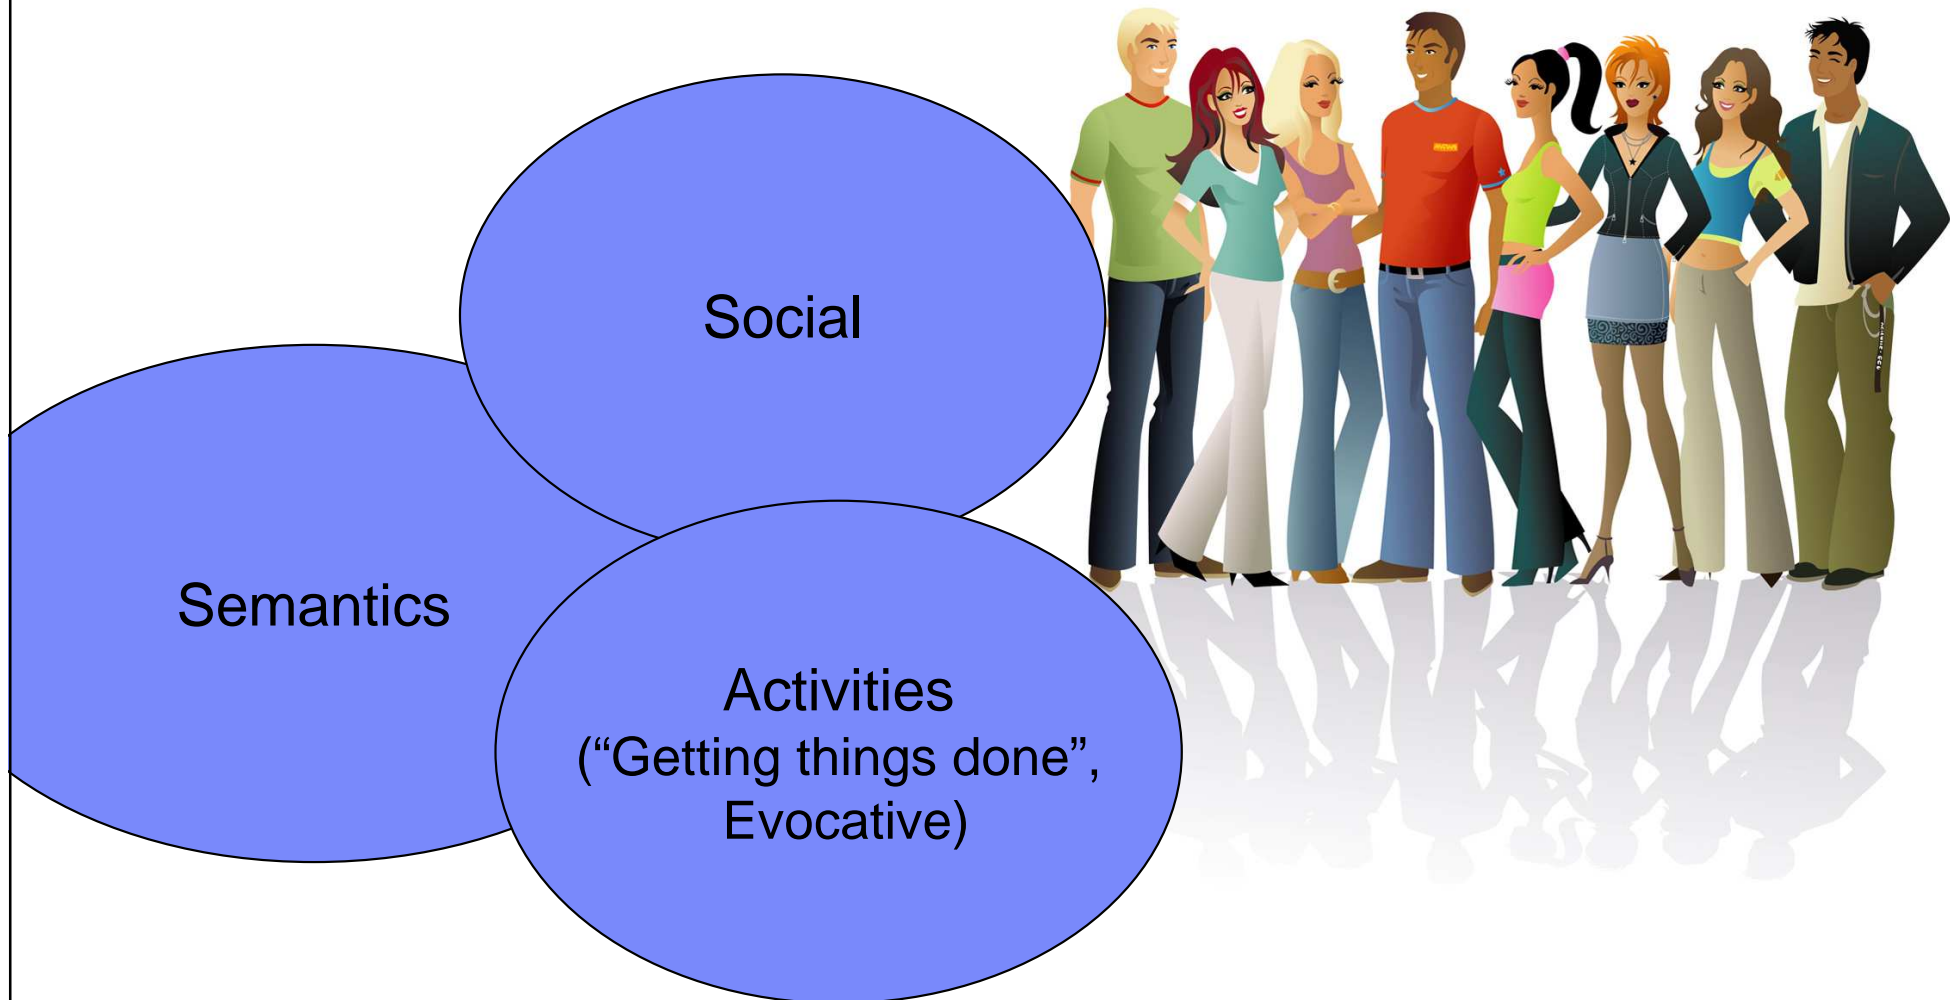 Social
Semantics
Activities
(“Getting things done”,
Evocative)